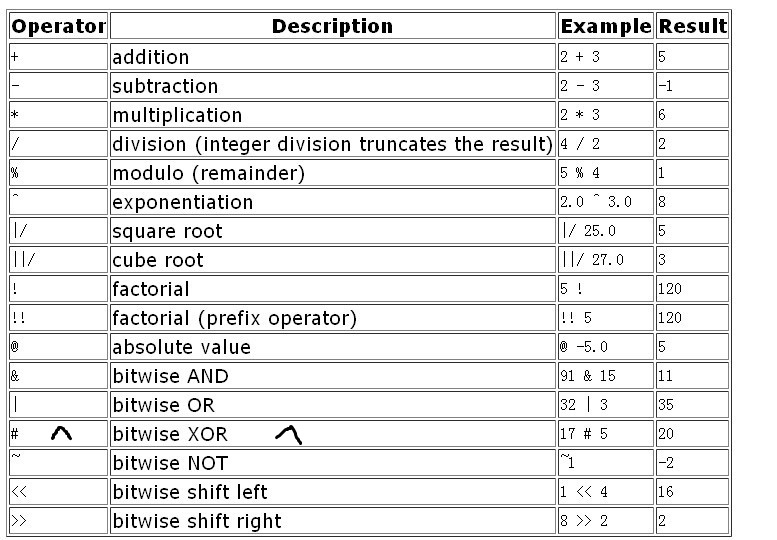 Operator Description Example Result
+ addition 2 + 3 5
- subtraction 2 - 3 -1
* multiplication 2 * 3 6
/ division (integer division truncates the result) 4 / 2 2
% modulo (remainder) 5 % 4 1
^ exponentiation 2.0 ^ 3.0 8
|/ square root |/ 25.0 5
||/ cube root ||/ 27.0 3
! factorial 5 ! 120
!! factorial (prefix operator) !! 5 120
@ absolute value @ -5.0 5
& bitwise AND 91 & 15 11
| bitwise OR 32 | 3 35
# ^ bitwise XOR ^ 17 # 5 20
~ bitwise NOT ~1 -2
<< bitwise shift left 1 << 4 16
>> bitwise shift right 8 >> 2 2